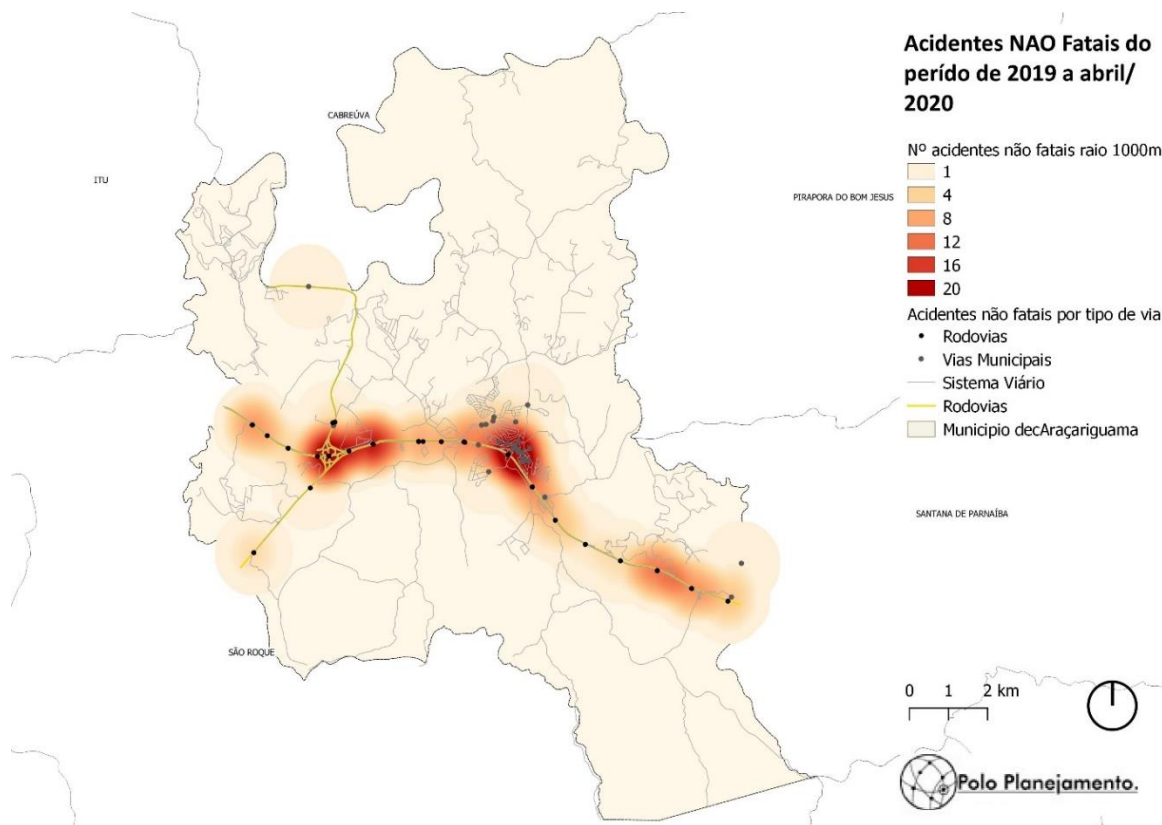 Acidentes NAO Fatais do
perído de 2019 a abril/
2020
CABREÚVA
Nº acidentes não fatais raio 1000m
1
ITU
4
PIRAPORA DO BOM JESUS
8
12
16
20
Acidentes não fatais por tipo de via
Rodovias
Vias Municipais
Sistema Viário
Rodovias
Municipio decAraçariguama
SANTANA DE PARNAÍBA
SÃO ROQUE
0 1 2 km
Polo Planejamento.